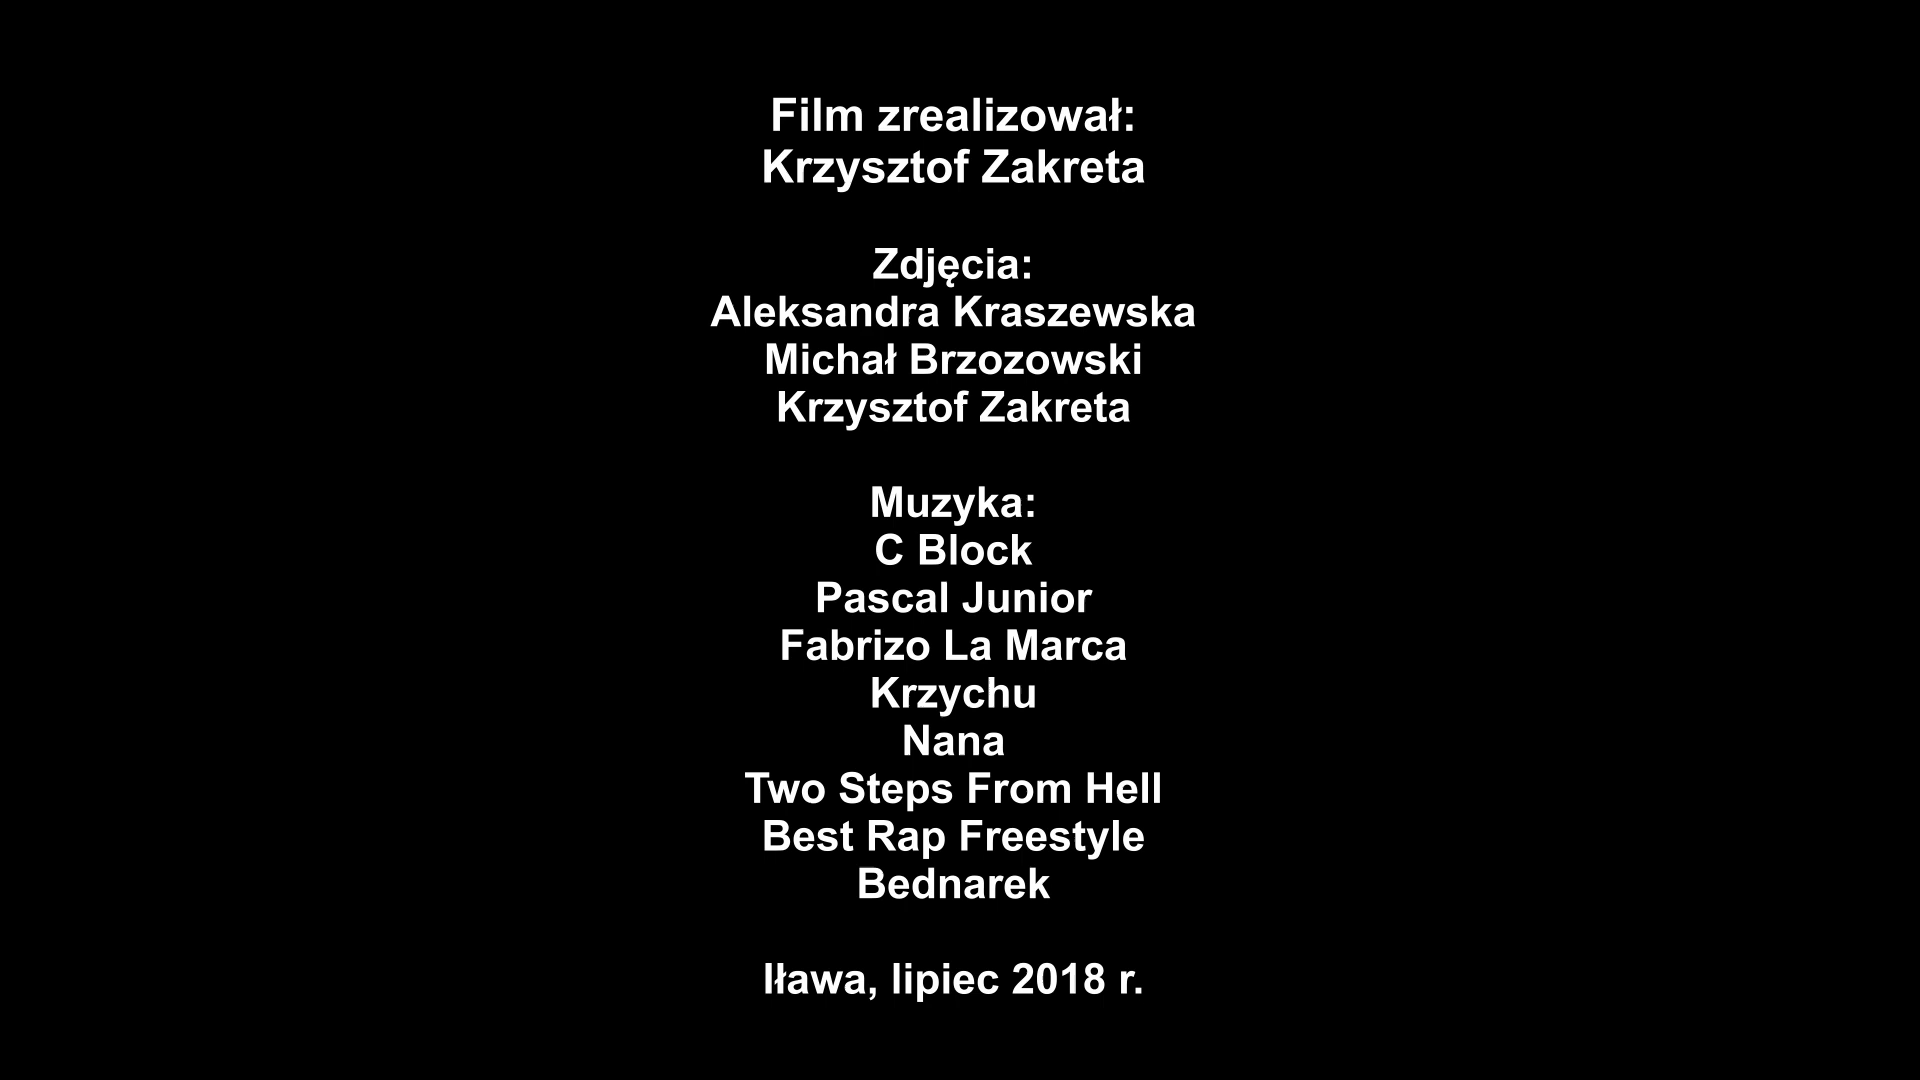 Film zrealizował:
Krzysztof Zakreta
Zdjęcia:
Aleksandra Kraszewska
Michał Brzozowski
Krzysztof Zakreta
Muzyka:
C Block
Pascal Junior
Fabrizo La Marca
Krzychu
Nana
Two Steps From Hell
Best Rap Freestyle
Bednarek
Iława, lipiec 2018 r.